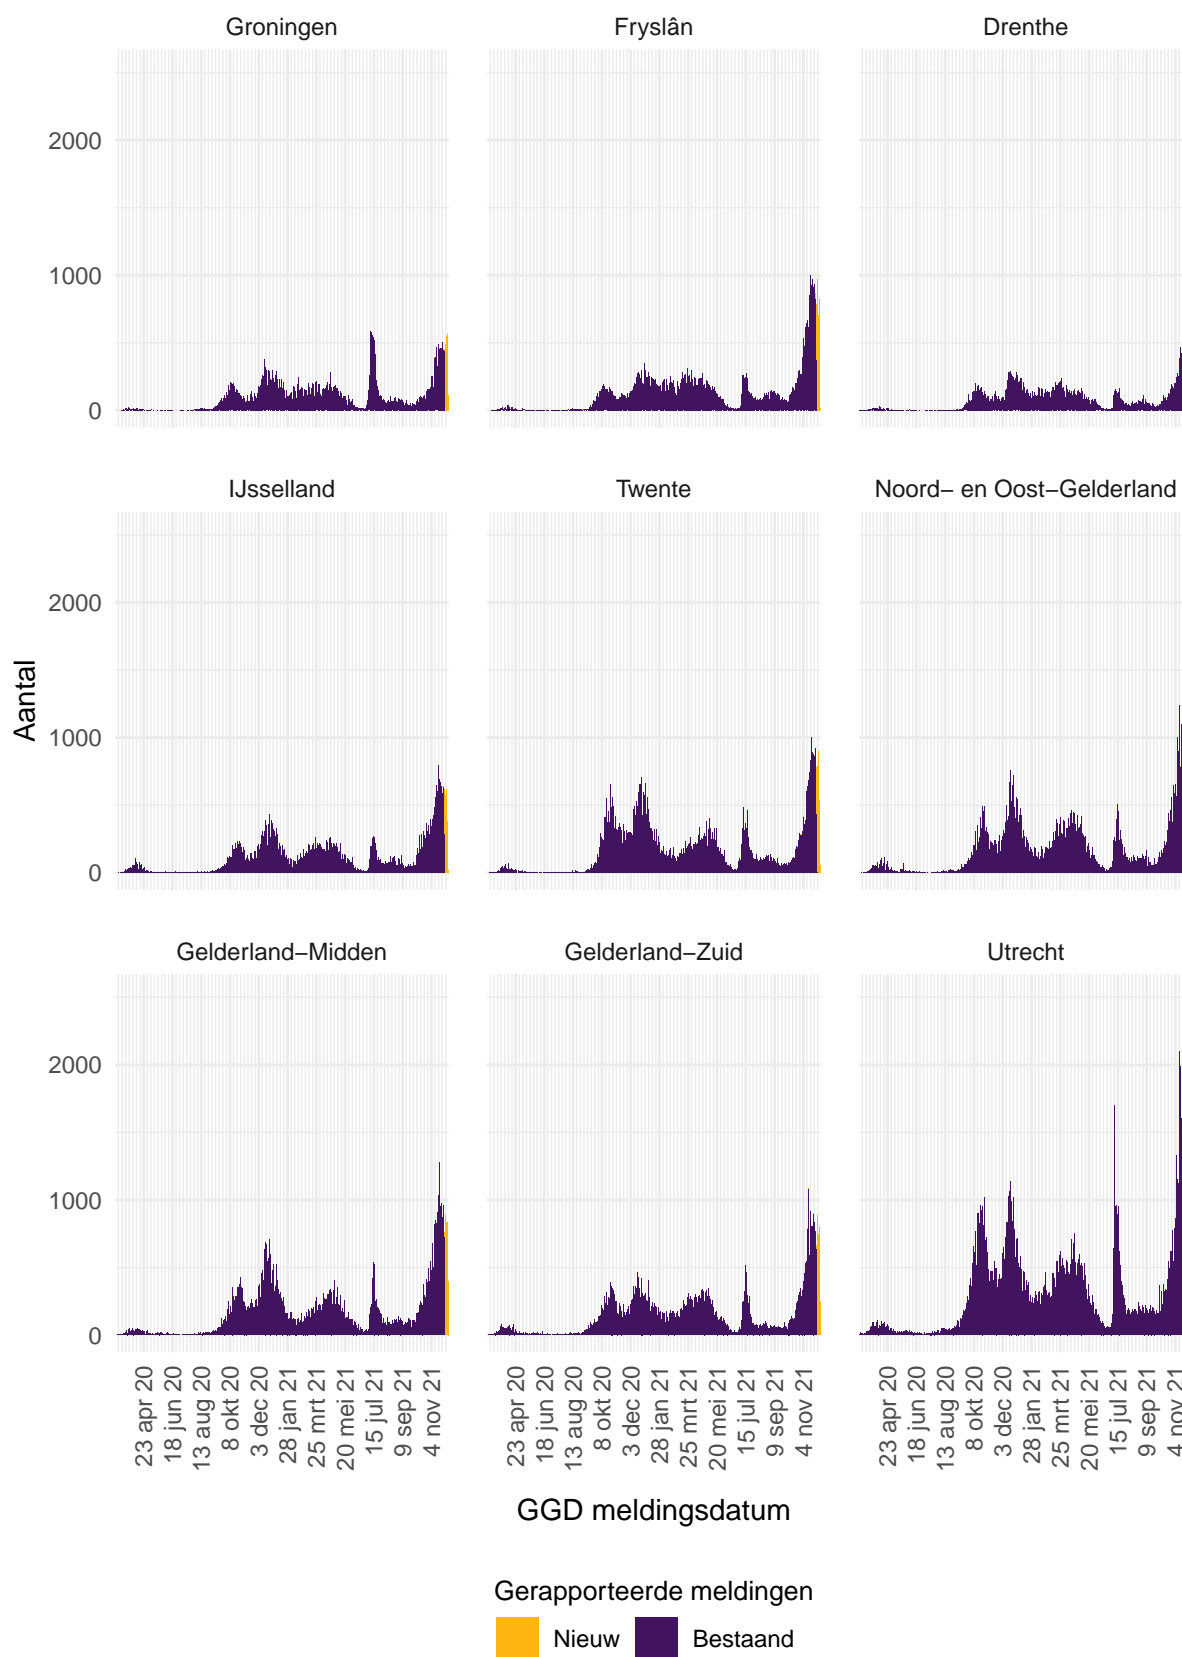 Groningen
Fryslân
Drenthe
2000
1000
0
IJsselland
Twente
Noord− en Oost−Gelderland
2000
1000
0
Aantal
Gelderland−Midden
Gelderland−Zuid
Utrecht
2000
1000
0
23 apr 20
18 jun 20
13 aug 20
8 okt 20
3 dec 20
28 jan 21
25 mrt 21
20 mei 21
15 jul 21
9 sep 21
4 nov 21
23 apr 20
18 jun 20
13 aug 20
8 okt 20
3 dec 20
28 jan 21
25 mrt 21
20 mei 21
15 jul 21
9 sep 21
4 nov 21
23 apr 20
18 jun 20
13 aug 20
8 okt 20
3 dec 20
28 jan 21
25 mrt 21
20 mei 21
15 jul 21
9 sep 21
4 nov 21
GGD meldingsdatum
Gerapporteerde meldingen
Nieuw
Bestaand